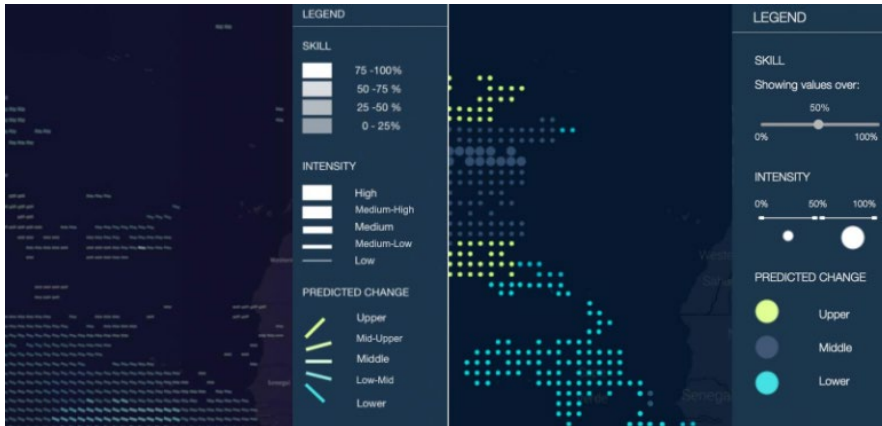 LEGEND
SKILL
75 -100%
50 -75 %
25 -50 %
0 - 25%
INTENSITY
High
Medium-High
Medium
Medium-Low
Low
PREDICTED CHANGE
Upper
Mid-Upper
Middle
Low-Mid
Lower
Senegal
LEGEND
SKILL
Showing values over:
50%
0% 100%
INTENSITY
0% 50% 100%
PREDICTED CHANGE
Upper
Middle
Lower
Senegal